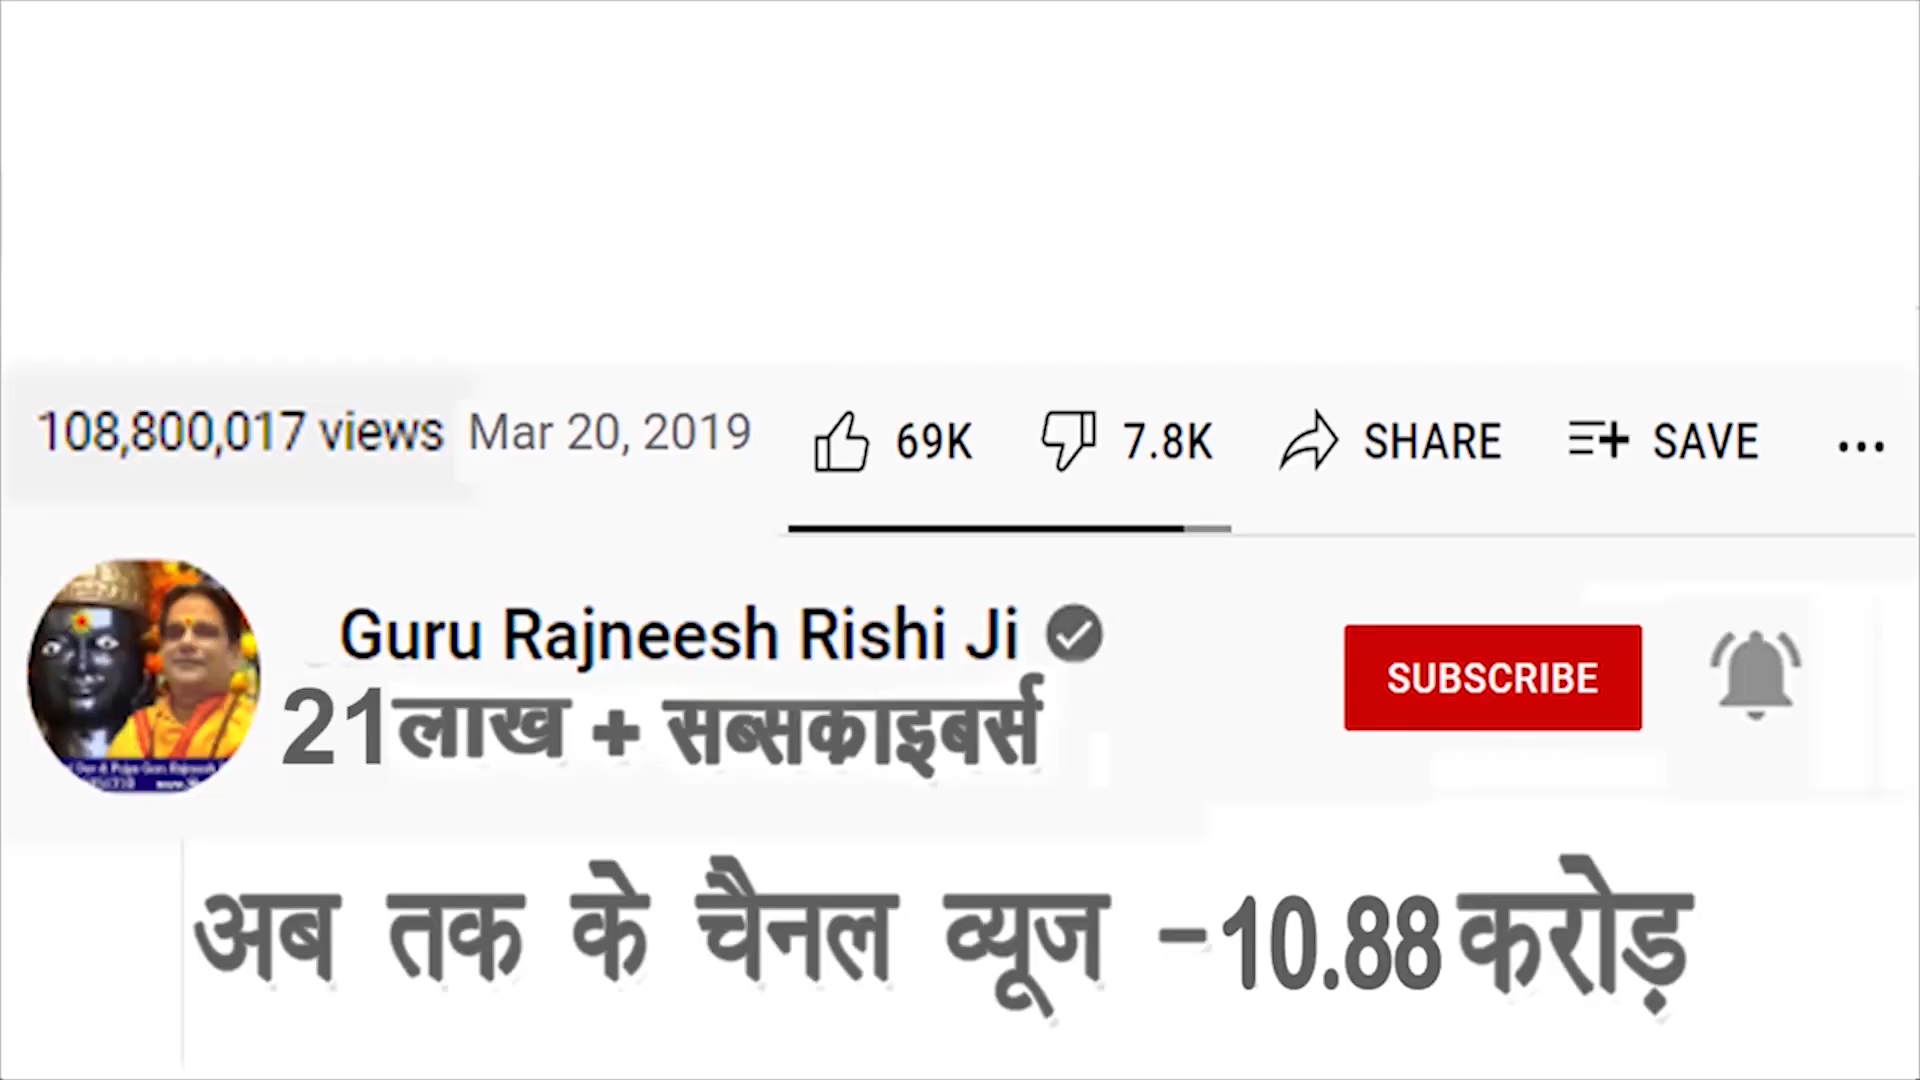 108,800,017 views Mar 20, 2019 69K 7.8K SHARE SAVE
Guru Rajneesh Rishi Ji
21लाख + सब्सक्राइबर्स
SUBSCRIBE
अब तक के चैनल व्यूज -10.88 करोड़